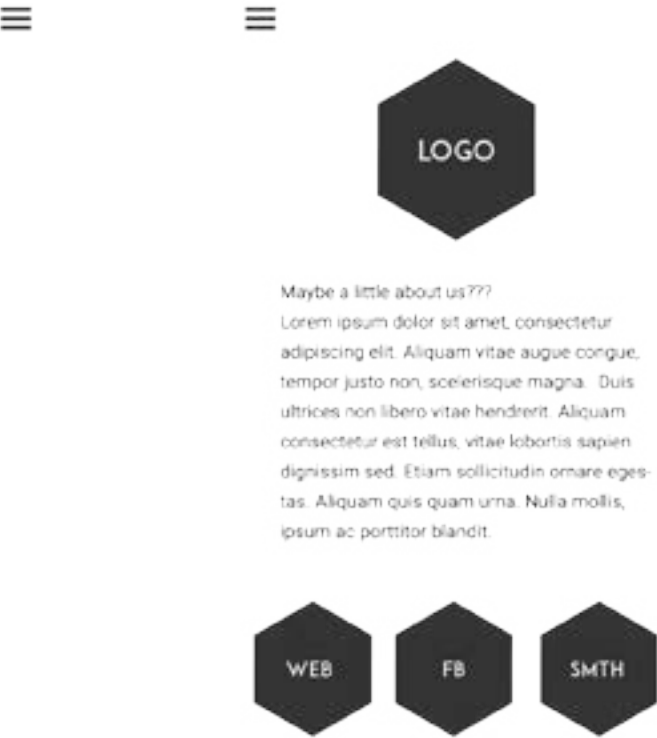 LOGO
Maybe a little about us???
Lorem ipsum dolor sit amet, consectetur
adipiscing elit. Aliquam vitae augue congue,
tempor justo non, scelerisque magna. Duis
ultrices non libero vitae hendrerit. Aliquam
consectetur est tellus, vitae lobortis sapien
dignissim sed. Etiam sollicitudin ornare eges-
tas. Aliquam quis quam urna. Nulla mollis,
ipsum ac porttitor blandit.
WEB FB SMTH